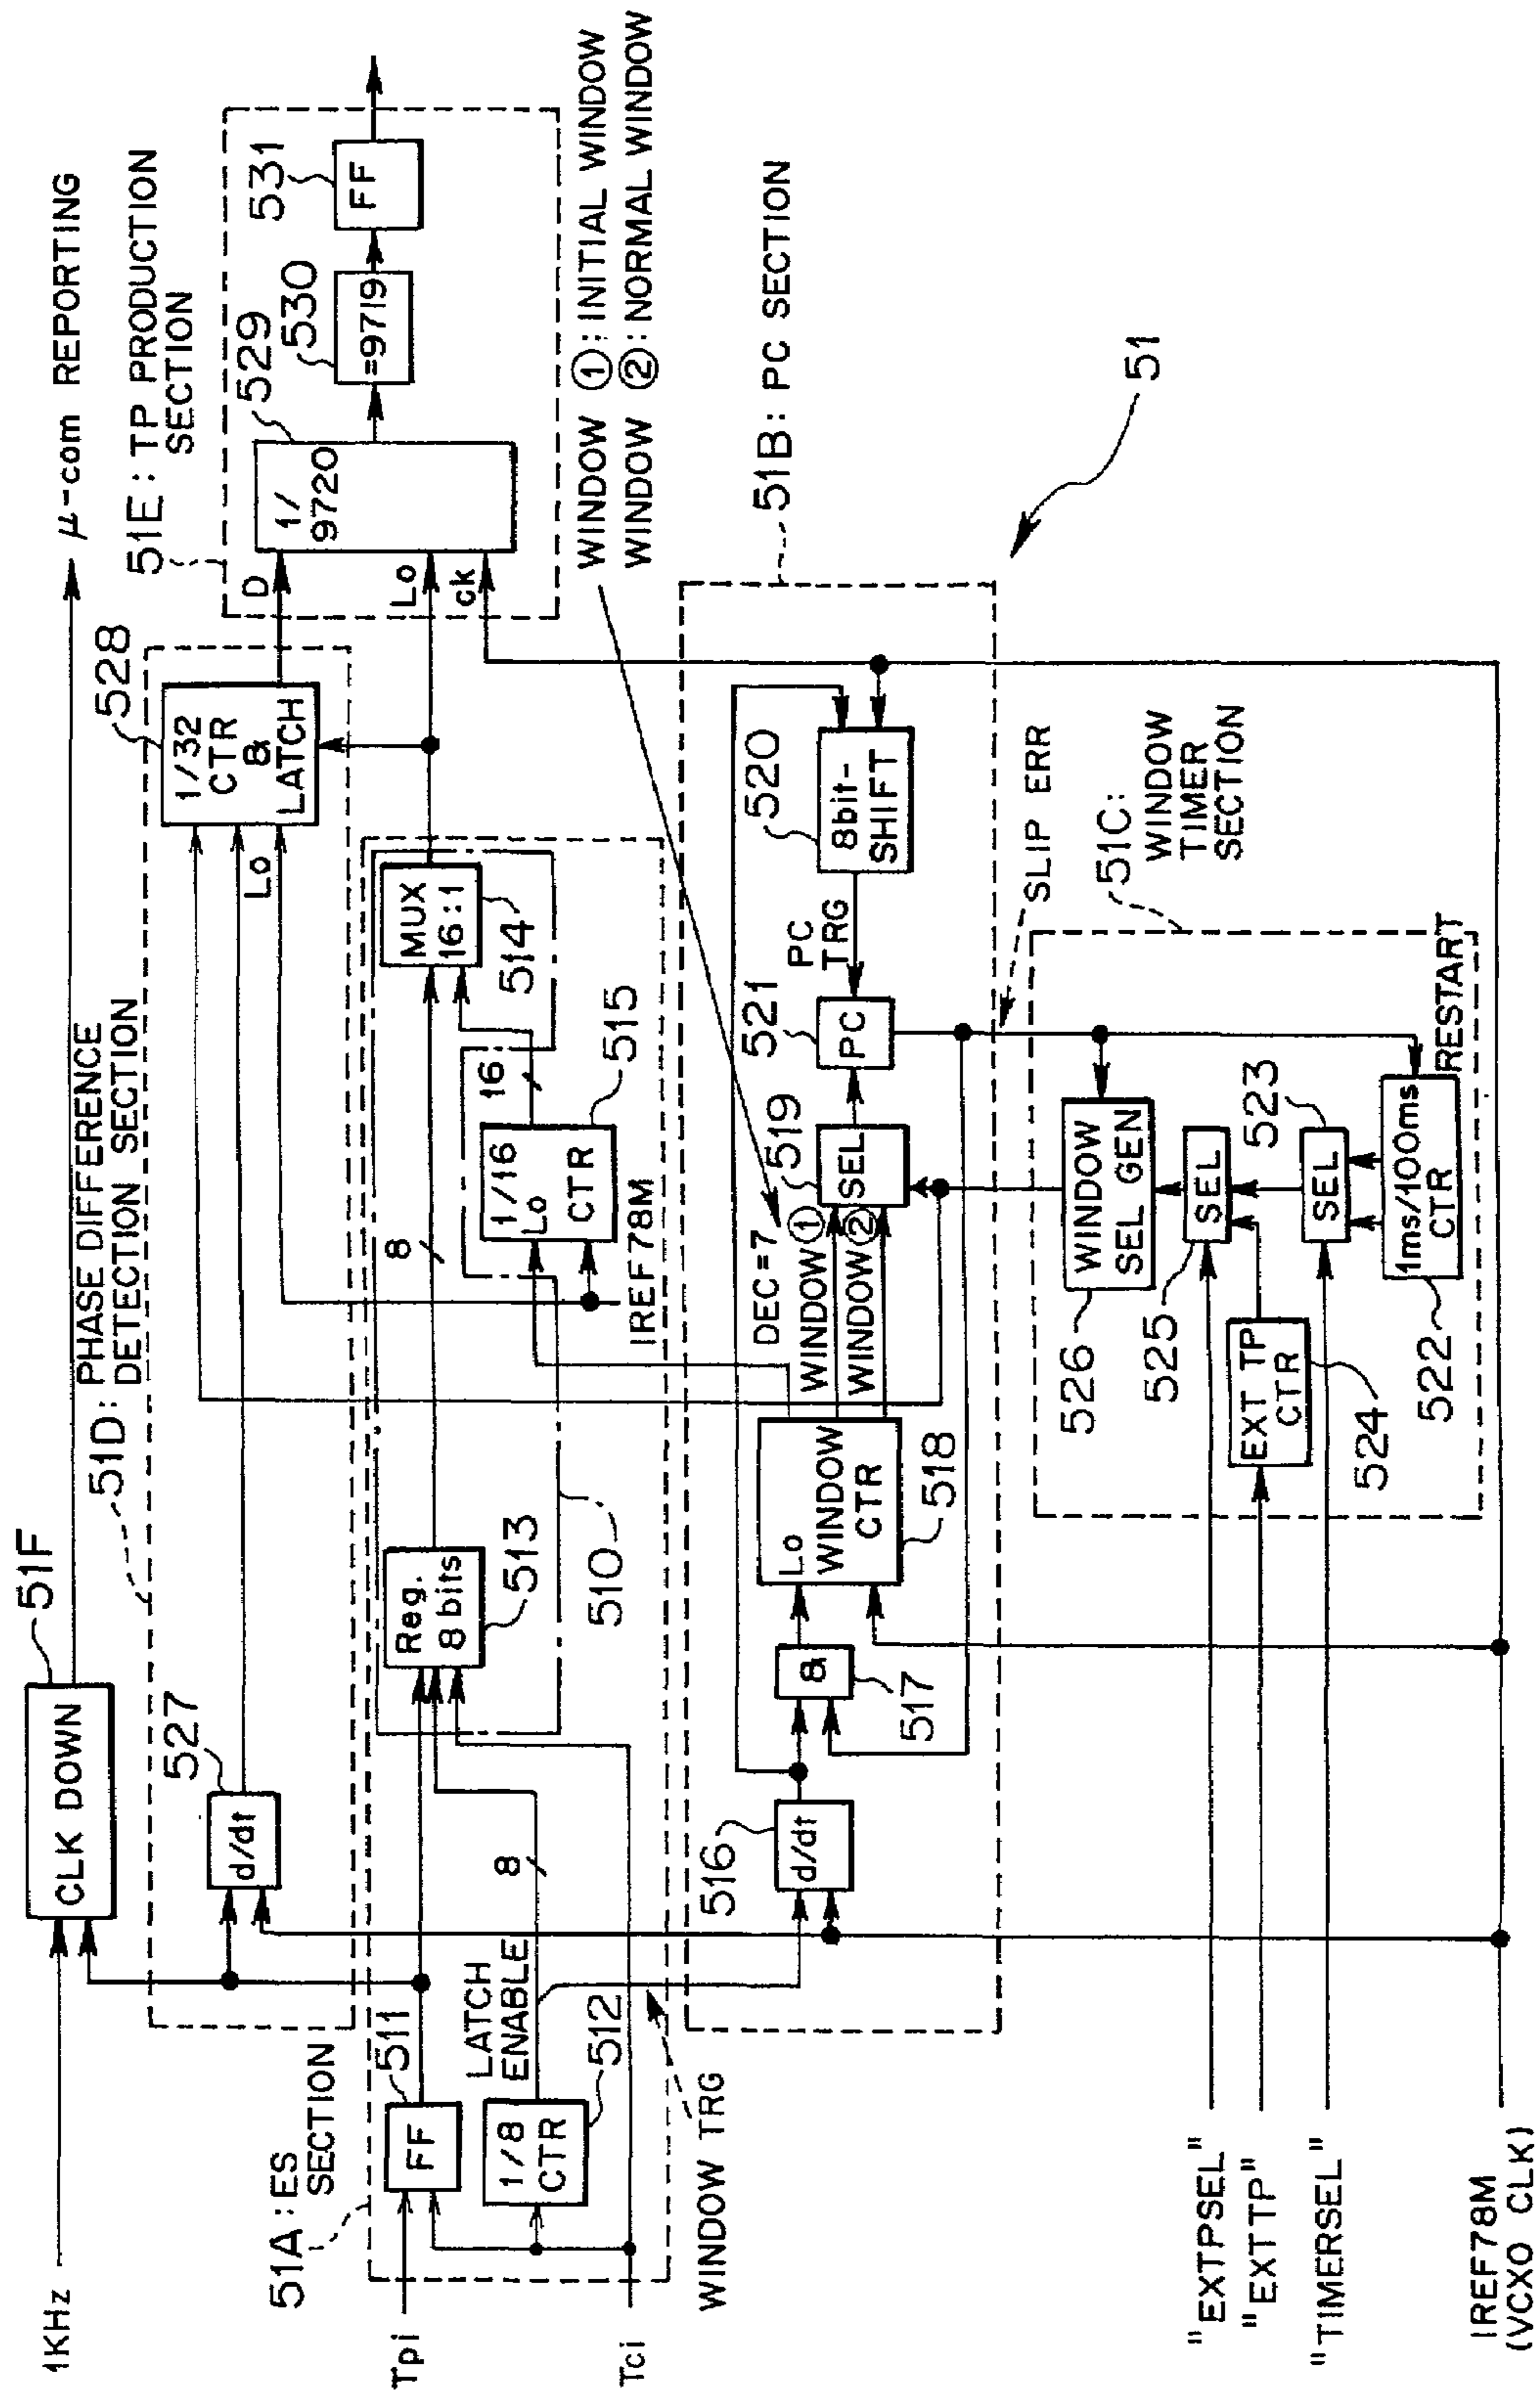 1KHz
51F
CLK DOWN
μ-com REPORTING
51D: PHASE DIFFERENCE
DETECTION SECTION
527
d/dt
528
1/32
CTR
&
LATCH
Lo
51E: TP PRODUCTION
SECTION
D
Lo
ck
1/
9720
529
=9719
530
FF
531
51A: ES
SECTION
Tpi
Tci
FF
511
1/8
CTR
512
LATCH
ENABLE
8
WINDOW TRG
Reg.
8 bits
513
510
8
1/16
Lo
CTR
515
16
MUX
16:1
514
IREF78M
WINDOW ①: INITIAL WINDOW
WINDOW ②: NORMAL WINDOW
51B: PC SECTION
516
d/dt
&
517
Lo
WINDOW
CTR
518
DEC=7
WINDOW ①
WINDOW ②
519
SEL
521
PC
PC
TRG
520
8bit-
SHIFT
SLIP ERR
51
51C:
WINDOW
TIMER
SECTION
526
WINDOW
SEL GEN
525
SEL
523
SEL
EXT TP
CTR
524
1ms/100ms
CTR
522
RESTART
"EXTPSEL"
"EXTTP"
"TIMERSEL"
IREF78M
(VCXO CLK)